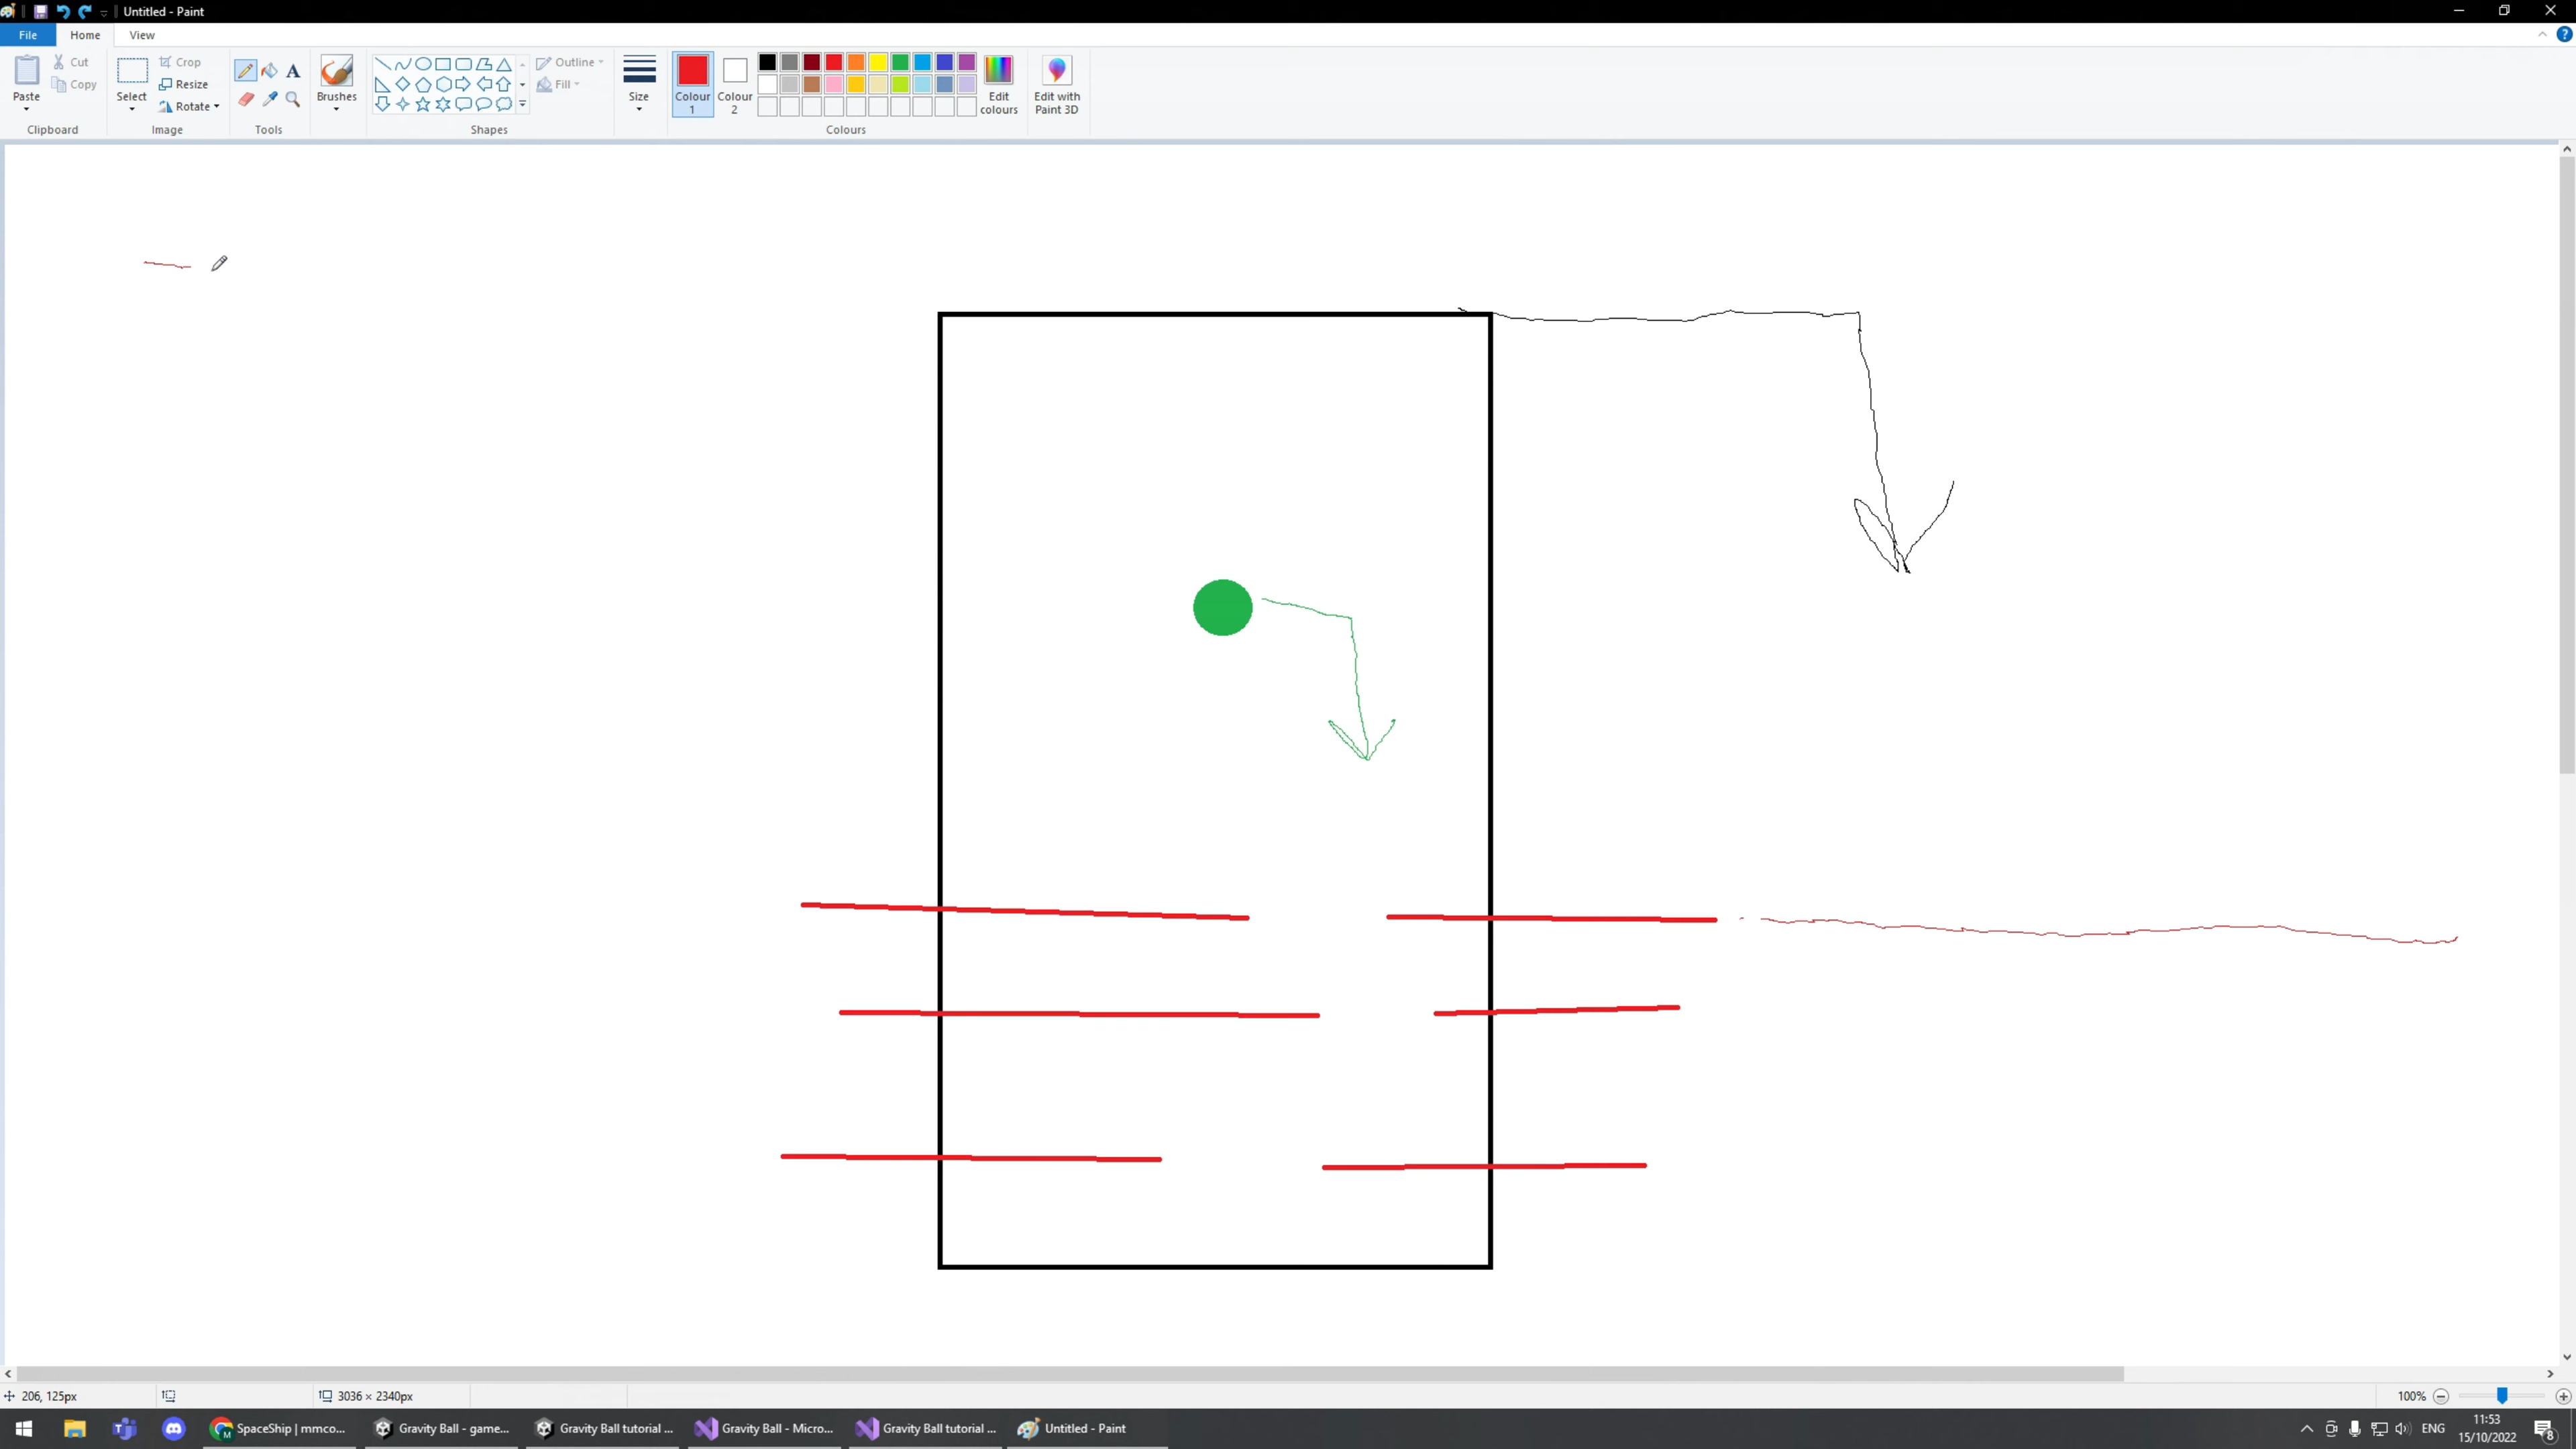 Untitled - Paint
File Home View
Paste Cut Copy
Clipboard
Select Crop Resize Rotate
Image
A
Tools
Brushes
Outline Fill
Shapes
Size
Colour 1
Colour 2
Edit colours
Colours
Edit with Paint 3D
206, 125px
3036 × 2340px
100%
SpaceShip | mmco...
Gravity Ball - game...
Gravity Ball tutorial ...
Gravity Ball - Micro...
Gravity Ball tutorial ...
Untitled - Paint
ENG
11:53
15/10/2022
8